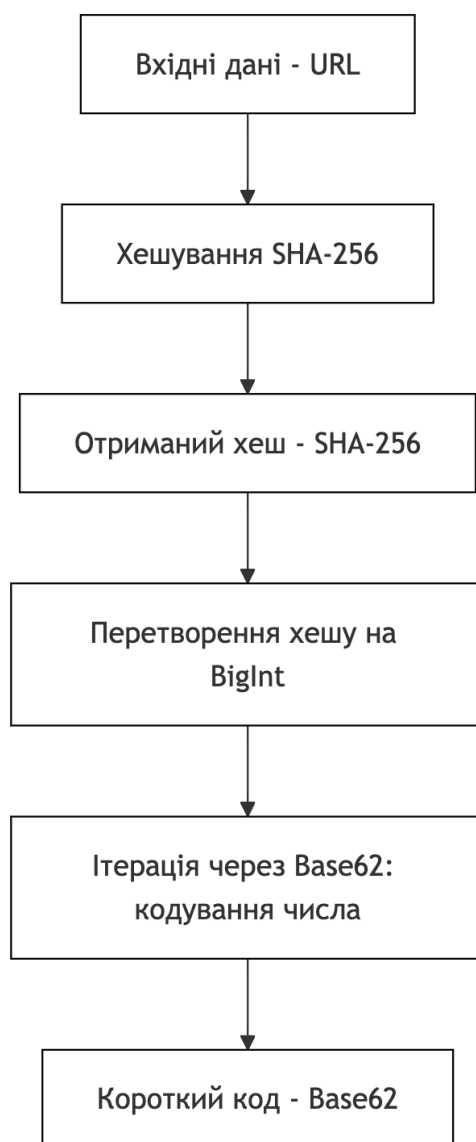 Вхідні дані - URL
Хешування SHA-256
Отриманий хеш - SHA-256
Перетворення хешу на
BigInt
Ітерація через Base62:
кодування числа
Короткий код - Base62